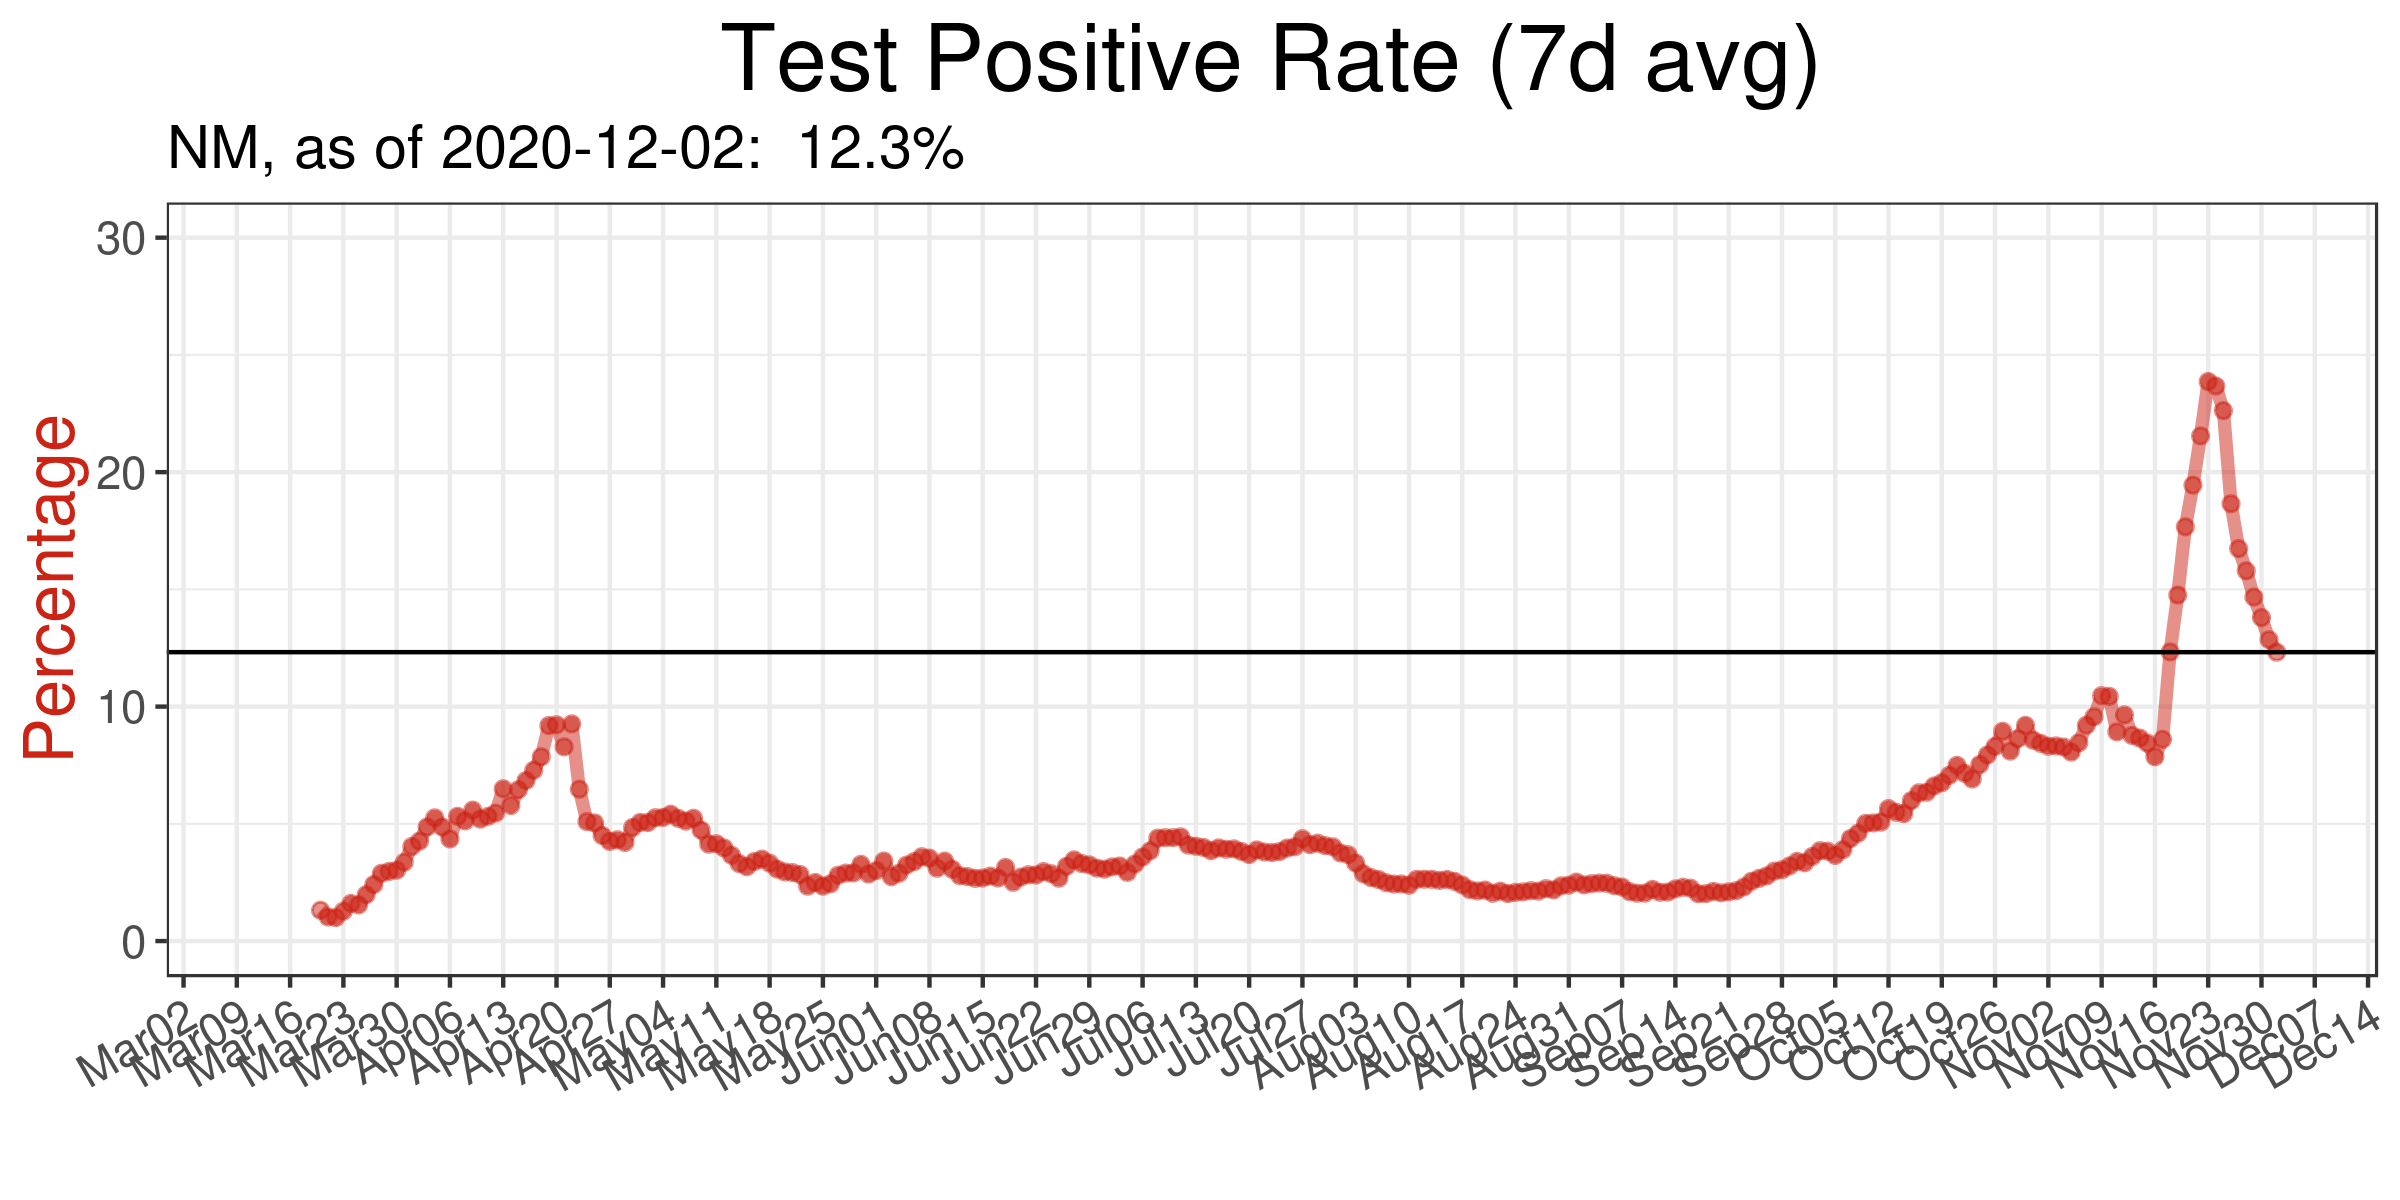 Test Positive Rate (7d avg)
NM, as of 2020-12-02:  12.3%
Percentage
30
20
10
0
Mar02
Mar09
Mar16
Mar23
Mar30
Apr06
Apr13
Apr20
Apr27
May04
May11
May18
May25
Jun01
Jun08
Jun15
Jun22
Jun29
Jul06
Jul13
Jul20
Jul27
Aug03
Aug10
Aug17
Aug24
Aug31
Sep07
Sep14
Sep21
Sep28
Oct05
Oct12
Oct19
Oct26
Nov02
Nov09
Nov16
Nov23
Nov30
Dec07
Dec14